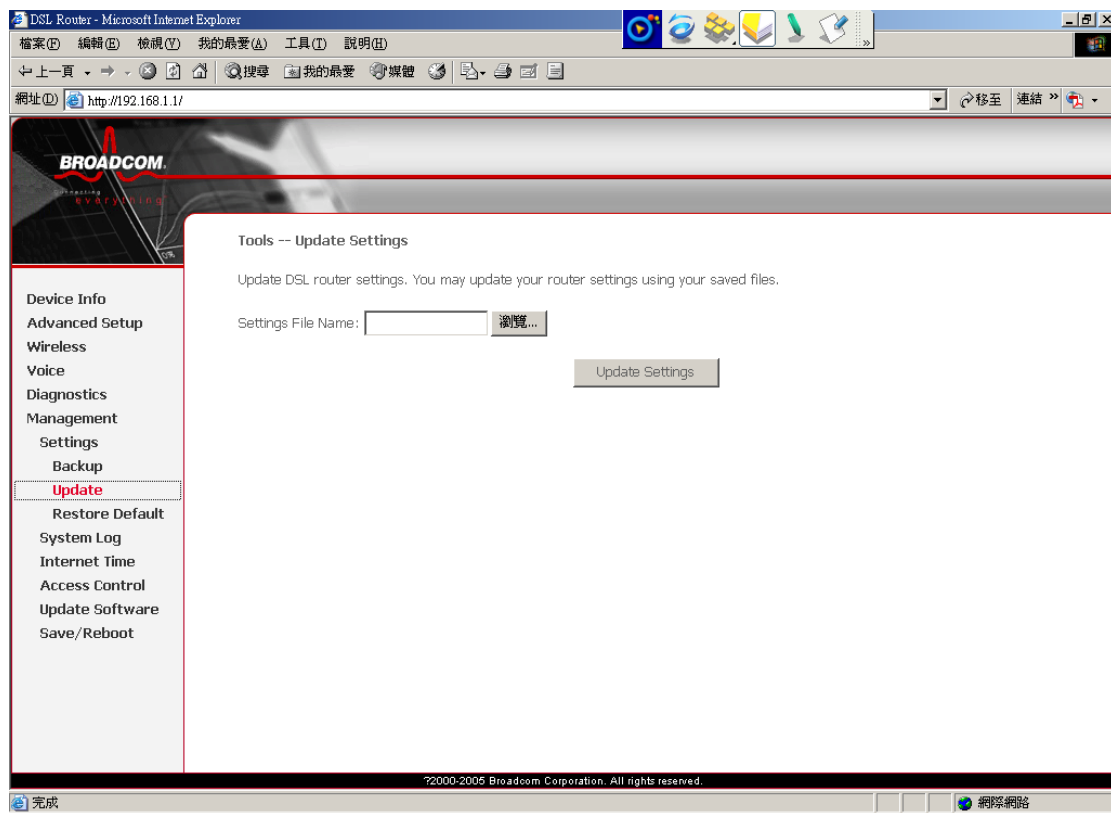 DSL Router - Microsoft Internet Explorer
檔案(F) 編輯(E) 檢視(V) 我的最愛(A) 工具(T) 說明(H)
上一頁 搜尋 我的最愛 媒體
網址(D) http://192.168.1.1/ 移至 連結 »
BROADCOM.
Connecting
everything
Tools -- Update Settings
Update DSL router settings. You may update your router settings using your saved files.
Settings File Name: 瀏覽...
Update Settings
Device Info
Advanced Setup
Wireless
Voice
Diagnostics
Management
Settings
Backup
Update
Restore Default
System Log
Internet Time
Access Control
Update Software
Save/Reboot
?2000-2005 Broadcom Corporation. All rights reserved.
完成 網際網路